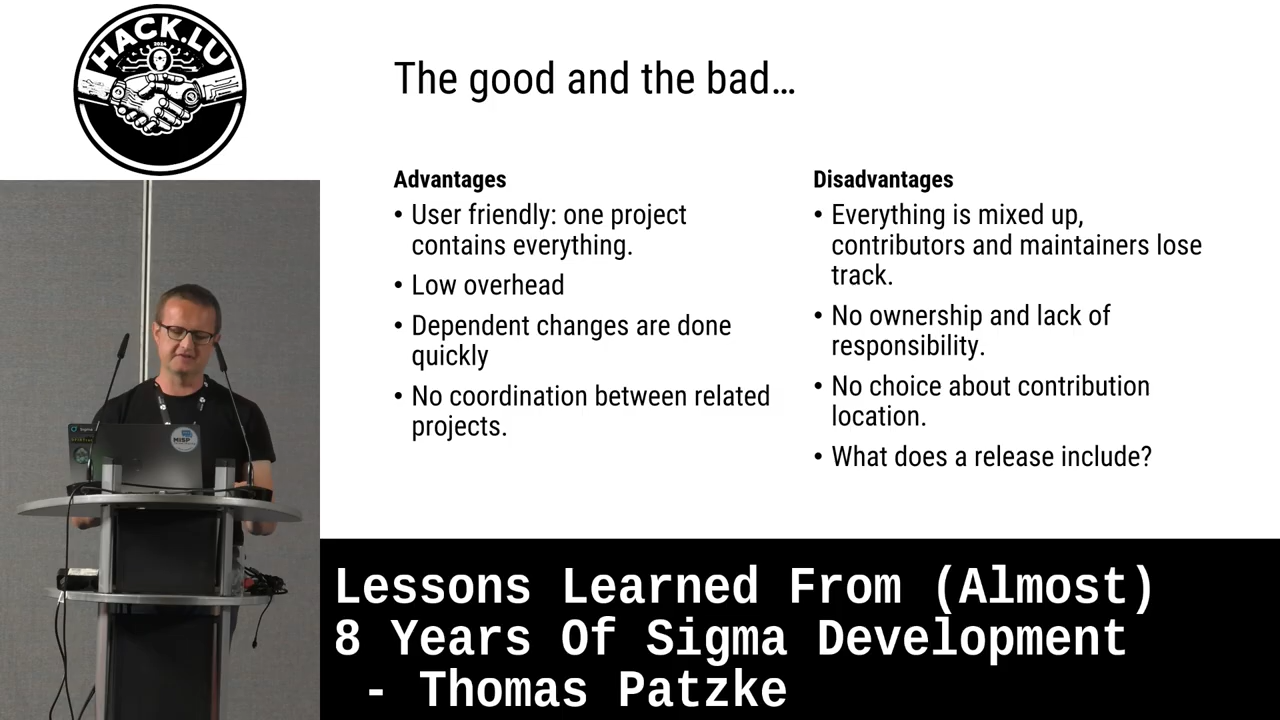 HACK.LU
2024
The good and the bad…
Advantages
• User friendly: one project
contains everything.
• Low overhead
• Dependent changes are done
quickly
• No coordination between related
projects.
Disadvantages
• Everything is mixed up,
contributors and maintainers lose
track.
• No ownership and lack of
responsibility.
• No choice about contribution
location.
• What does a release include?
Sigma
MISP
Lessons Learned From (Almost)
8 Years Of Sigma Development
- Thomas Patzke